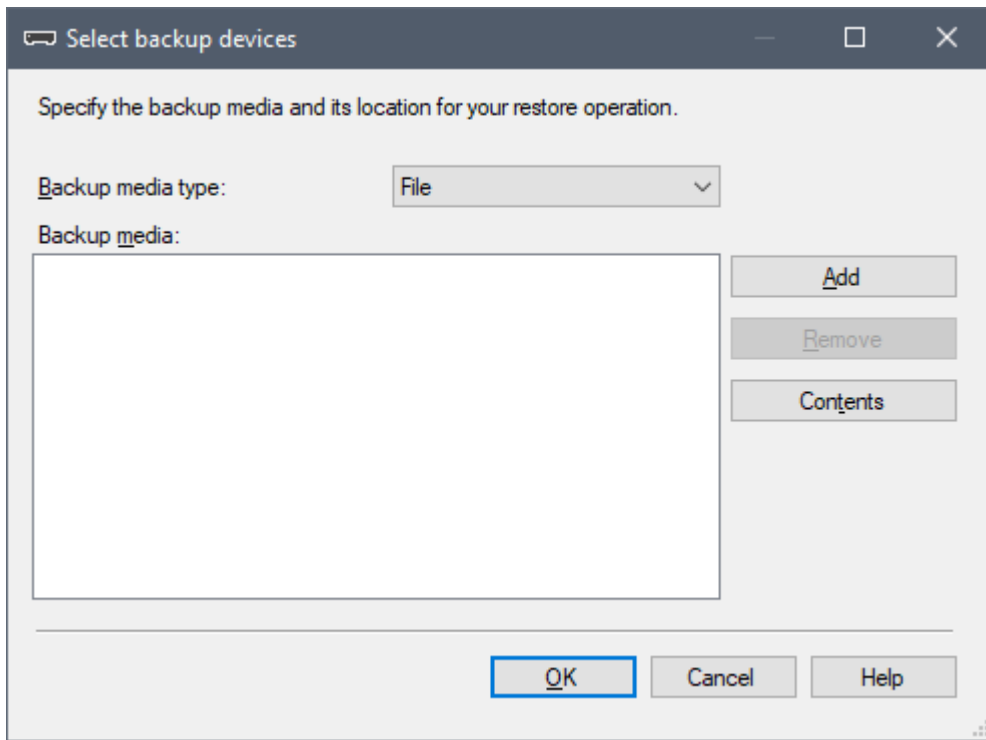 Select backup devices
Specify the backup media and its location for your restore operation.
Backup media type: File
Backup media:
Add
Remove
Contents
OK Cancel Help